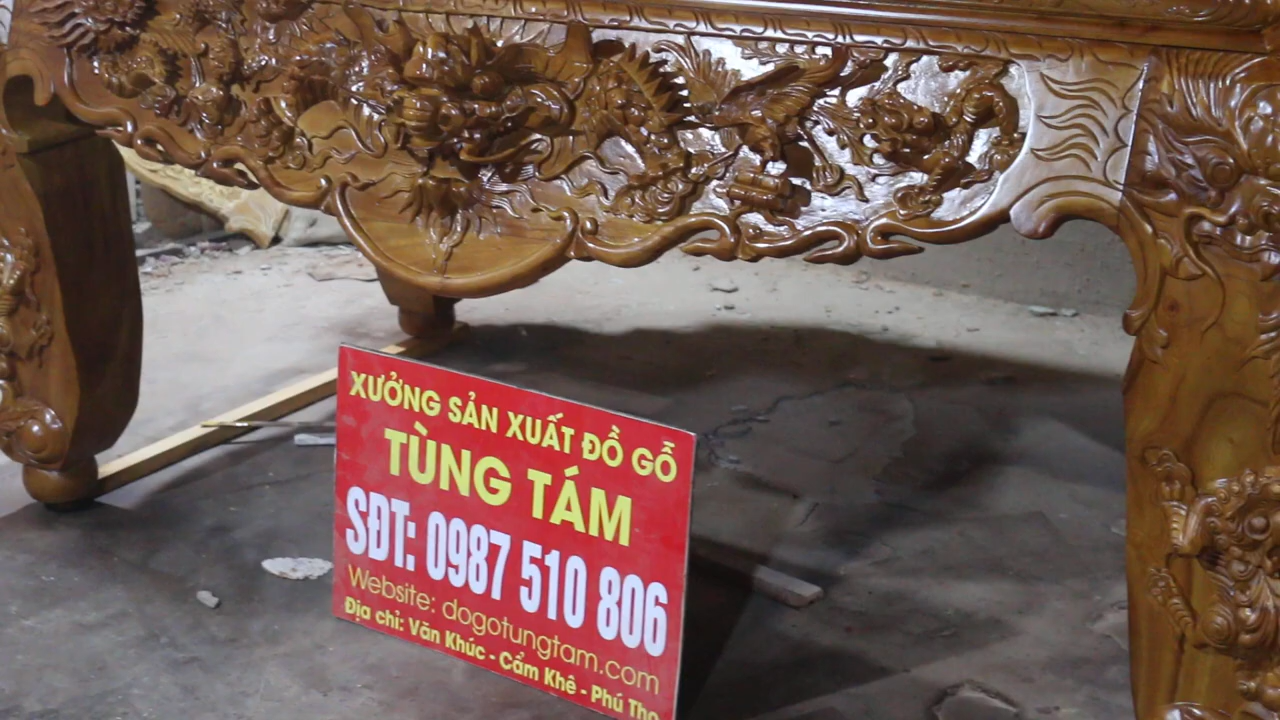 XƯỞNG SẢN XUẤT ĐỒ GỖ
TÙNG TÁM
SĐT: 0987 510 806
Website: dogotungtam.com
Địa chỉ: Văn Khúc - Cẩm Khê - Phú Thọ